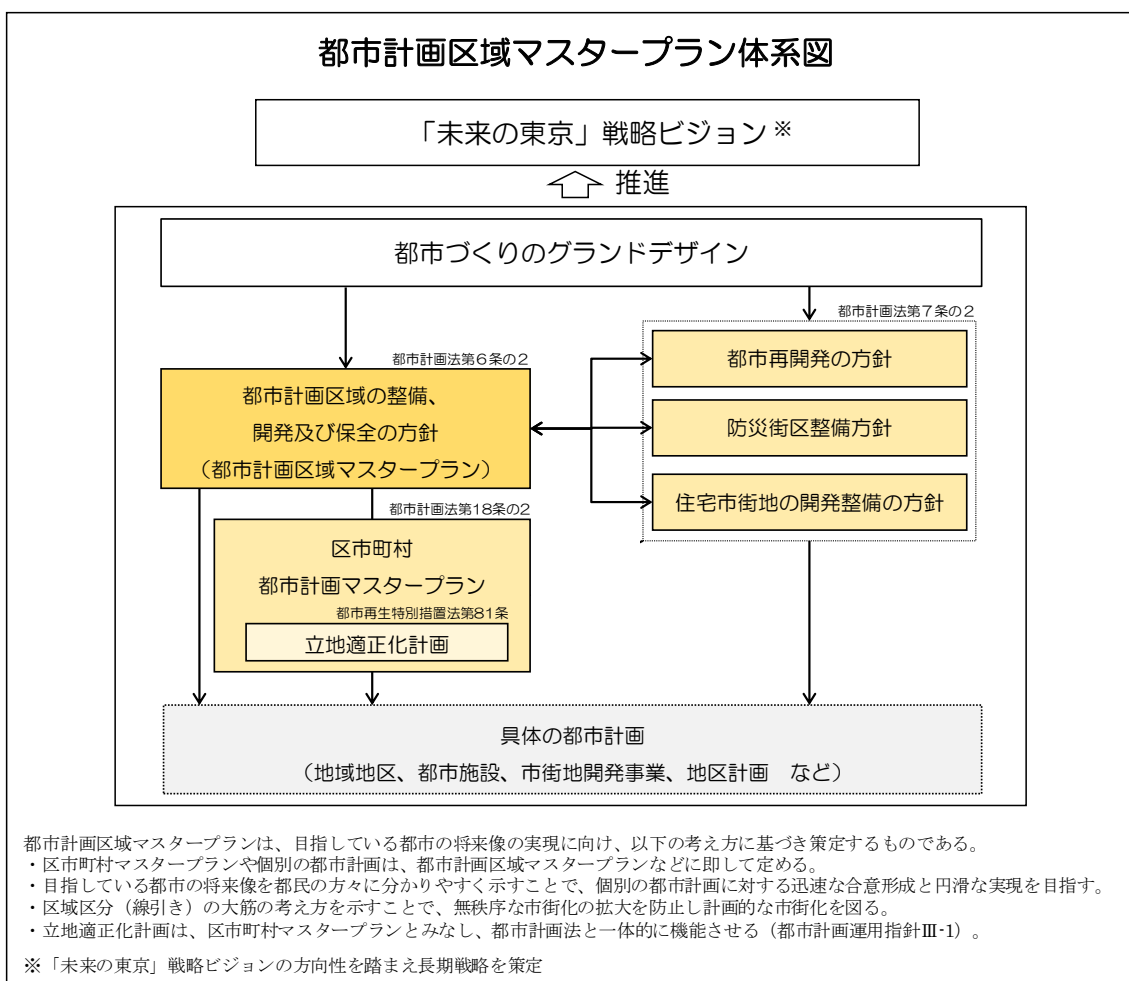 都市計画区域マスタープラン体系図
「未来の東京」戦略ビジョン※
推進
都市づくりのグランドデザイン
都市計画法第7条の2
都市計画法第6条の2
都市再開発の方針
都市計画区域の整備、
開発及び保全の方針
（都市計画区域マスタープラン）
防災街区整備方針
住宅市街地の開発整備の方針
都市計画法第18条の2
区市町村
都市計画マスタープラン
都市再生特別措置法第81条
立地適正化計画
具体の都市計画
（地域地区、都市施設、市街地開発事業、地区計画　など）
都市計画区域マスタープランは、目指している都市の将来像の実現に向け、以下の考え方に基づき策定するものである。
・区市町村マスタープランや個別の都市計画は、都市計画区域マスタープランなどに即して定める。
・目指している都市の将来像を都民の方々に分かりやすく示すことで、個別の都市計画に対する迅速な合意形成と円滑な実現を目指す。
・区域区分（線引き）の大筋の考え方を示すことで、無秩序な市街化の拡大を防止し計画的な市街化を図る。
・立地適正化計画は、区市町村マスタープランとみなし、都市計画法と一体的に機能させる（都市計画運用指針Ⅲ-1）。
※「未来の東京」戦略ビジョンの方向性を踏まえ長期戦略を策定